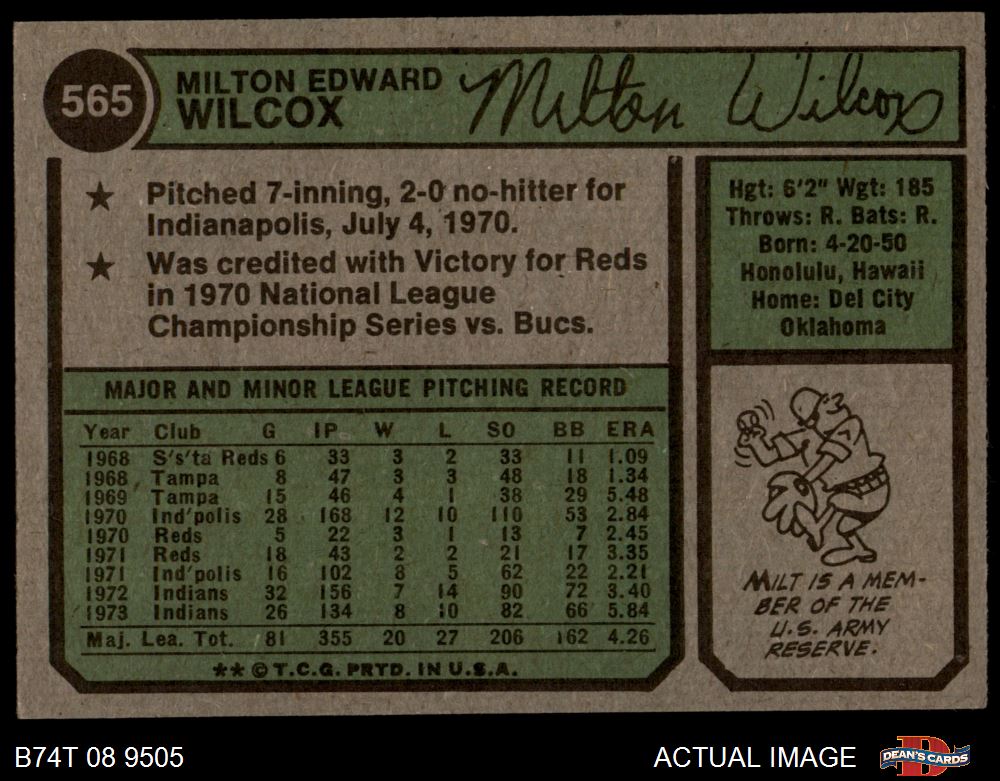 565
MILTON EDWARD
WILCOX
Milton Wilcox
★ Pitched 7-inning, 2-0 no-hitter for
Indianapolis, July 4, 1970.
★ Was credited with Victory for Reds
in 1970 National League
Championship Series vs. Bucs.
Hgt: 6'2" Wgt: 185
Throws: R. Bats: R.
Born: 4-20-50
Honolulu, Hawaii
Home: Del City
Oklahoma
MAJOR AND MINOR LEAGUE PITCHING RECORD
Year Club G IP W L SO BB ERA
1968 S's'ta Reds 6 33 3 2 33 11 1.09
1968 Tampa 8 47 3 3 48 18 1.34
1969 Tampa 15 46 4 1 38 29 5.48
1970 Ind'polis 28 168 12 10 110 53 2.84
1970 Reds 5 22 3 1 13 7 2.45
1971 Reds 18 43 2 2 21 17 3.35
1971 Ind'polis 16 102 8 5 62 22 2.21
1972 Indians 32 156 7 14 90 72 3.40
1973 Indians 26 134 8 10 82 66 5.84
Maj. Lea. Tot. 81 355 20 27 206 162 4.26
** © T.C.G. PRTD. IN U.S.A.
MILT IS A MEM-
BER OF THE
U.S. ARMY
RESERVE.
B74T 08 9505
ACTUAL IMAGE
D
DEAN'S CARDS